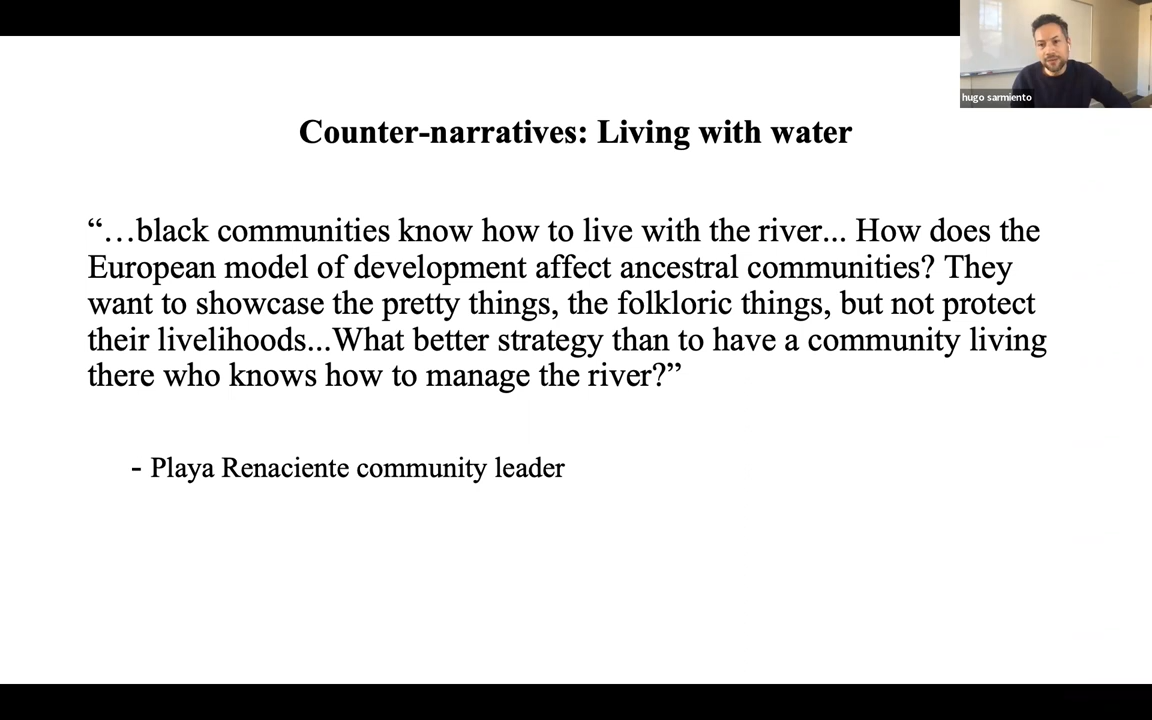 hugo sarmiento
Counter-narratives: Living with water
“…black communities know how to live with the river... How does the
European model of development affect ancestral communities? They
want to showcase the pretty things, the folkloric things, but not protect
their livelihoods...What better strategy than to have a community living
there who knows how to manage the river?”
- Playa Renaciente community leader